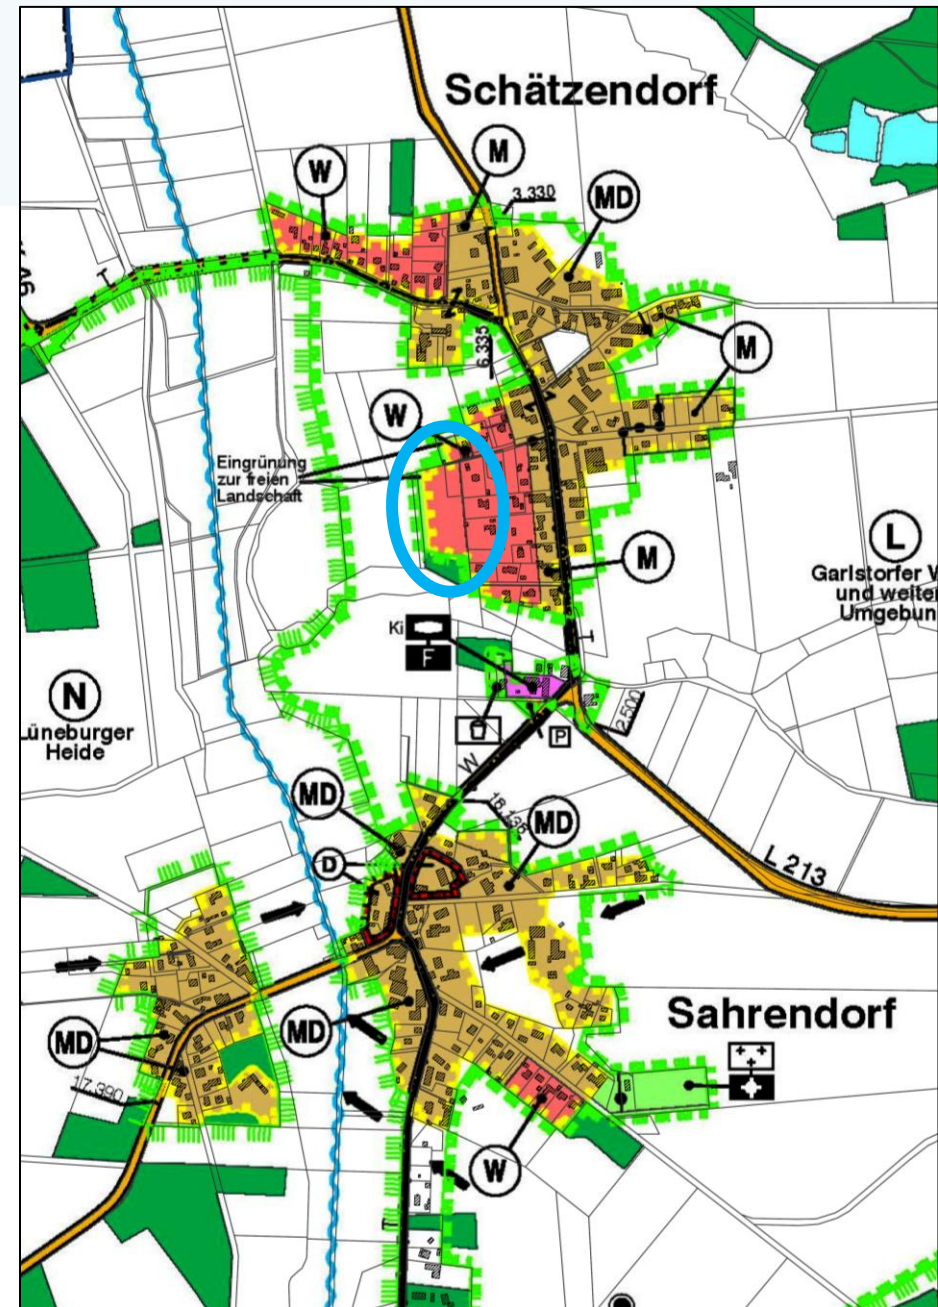 Schätzendorf
M
W
3.330
MD
T
M
6.335
W
Eingrünung
zur freien
Landschaft
L
Garlstorfer W
und weiter
Umgebun
M
Ki
F
T
N
Lüneburger
Heide
2.500
P
W
MD
18.135
MD
D
L 213
Sahrendorf
MD
MD
17.390
W
T